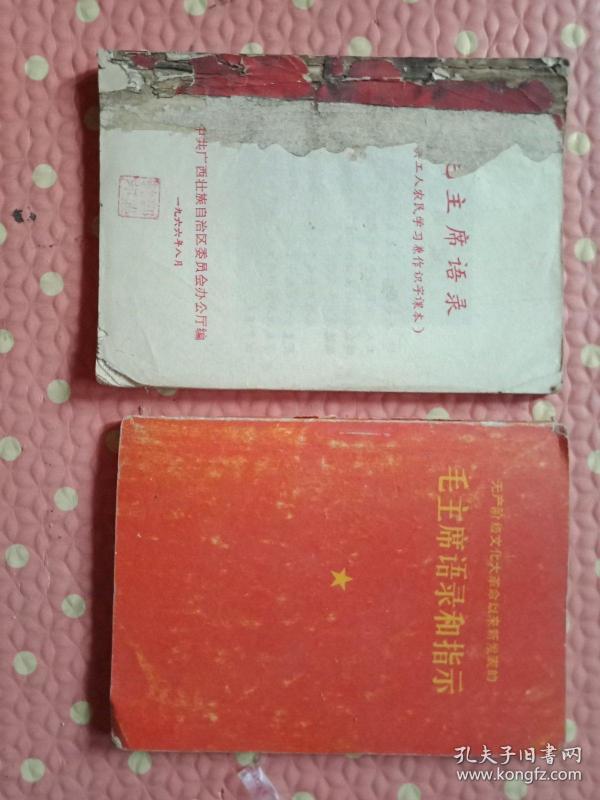 毛主席语录
工人农民学习兼作识字课本）
中共广西壮族自治区委员会办公厅编
一九六六年八月
无产阶级文化大革命以来新发表的
毛主席语录和指示
孔夫子旧书网
www.kongfz.com